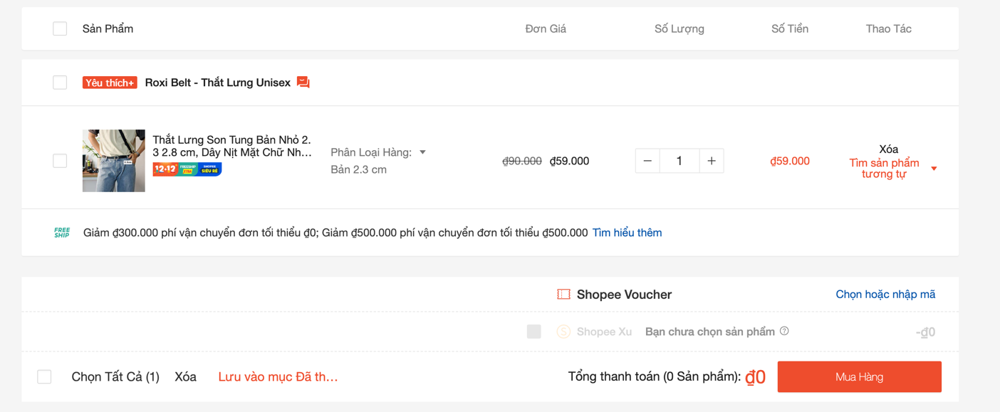 Sản Phẩm Đơn Giá Số Lượng Số Tiền Thao Tác
Yêu thích+ Roxi Belt - Thắt Lưng Unisex
Thắt Lưng Son Tung Bản Nhỏ 2.
3 2.8 cm, Dây Nịt Mặt Chữ Nh...
12.12 FREESHIP XTRA SHOPEE SIÊU RẺ
Phân Loại Hàng:
Bản 2.3 cm
₫90.000 ₫59.000
1
₫59.000
Xóa
Tìm sản phẩm
tương tự
FREE
SHIP
Giảm ₫300.000 phí vận chuyển đơn tối thiểu ₫0; Giảm ₫500.000 phí vận chuyển đơn tối thiểu ₫500.000 Tìm hiểu thêm
Shopee Voucher Chọn hoặc nhập mã
Shopee Xu Bạn chưa chọn sản phẩm -₫0
Chọn Tất Cả (1) Xóa Lưu vào mục Đã th... Tổng thanh toán (0 Sản phẩm): ₫0 Mua Hàng